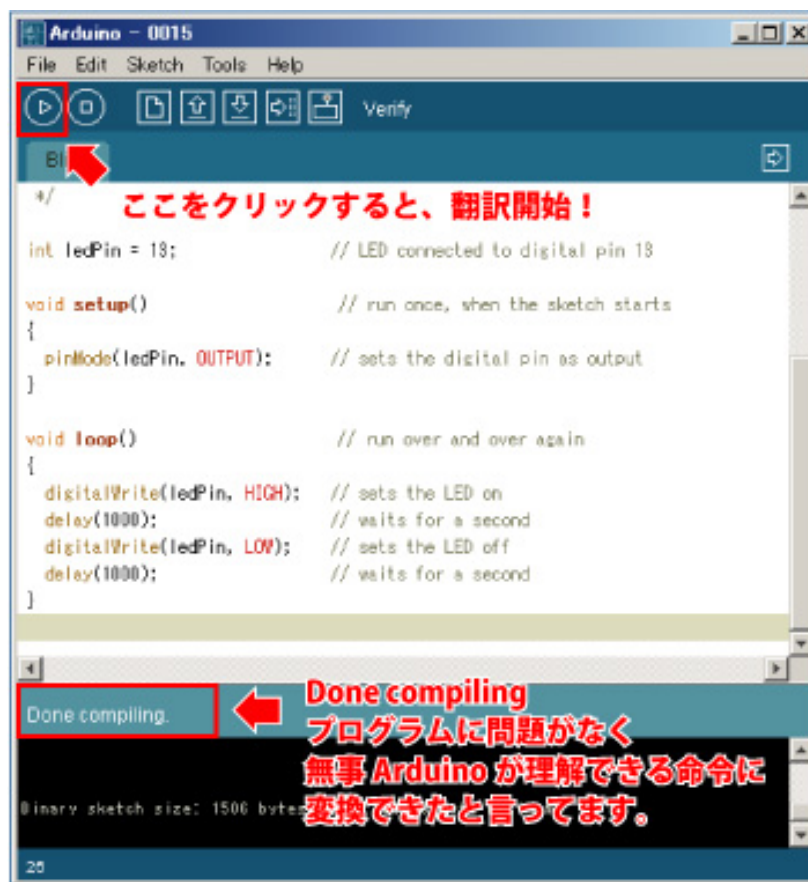 Arduino - 0015
File Edit Sketch Tools Help
Verify
*/
ここをクリックすると、翻訳開始！
int ledPin = 13; // LED connected to digital pin 13
void setup() // run once, when the sketch starts
{
pinMode(ledPin, OUTPUT); // sets the digital pin as output
}
void loop() // run over and over again
{
digitalWrite(ledPin, HIGH); // sets the LED on
delay(1000); // waits for a second
digitalWrite(ledPin, LOW); // sets the LED off
delay(1000); // waits for a second
}
Done compiling.
Done compiling
プログラムに問題がなく
無事 Arduino が理解できる命令に
変換できたと言ってます。
Binary sketch size: 1506 bytes